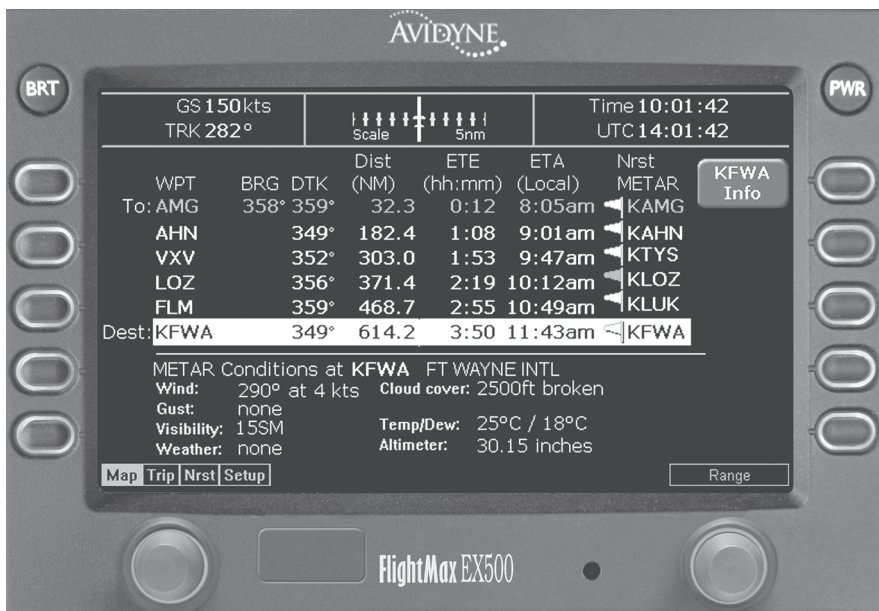 AVIDYNE
BRT
PWR
GS 150kts
TRK 282°
Scale 5nm
Time 10:01:42
UTC 14:01:42
Dist ETE ETA Nrst
WPT BRG DTK (NM) (hh:mm) (Local) METAR
KFWA
Info
To: AMG 358° 359° 32.3 0:12 8:05am KAMG
AHN 349° 182.4 1:08 9:01am KAHN
VXV 352° 303.0 1:53 9:47am KTYS
LOZ 356° 371.4 2:19 10:12am KLOZ
FLM 359° 468.7 2:55 10:49am KLUK
Dest: KFWA 349° 614.2 3:50 11:43am KFWA
METAR Conditions at KFWA FT WAYNE INTL
Wind: 290° at 4 kts Cloud cover: 2500ft broken
Gust: none
Visibility: 15SM Temp/Dew: 25°C / 18°C
Weather: none Altimeter: 30.15 inches
Map Trip Nrst Setup Range
FlightMax EX500